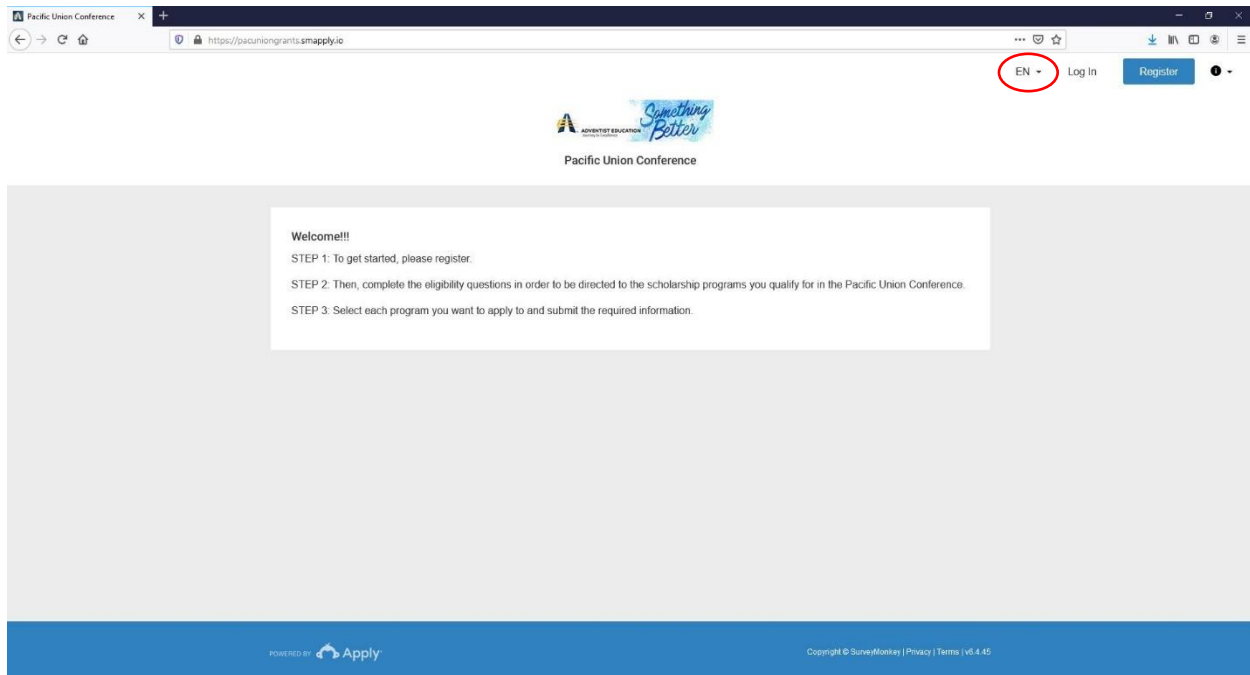 Pacific Union Conference
https://pacuniongrants.smapply.io
EN Log In Register
ADVENTIST EDUCATION
Something
Better
Pacific Union Conference
Welcome!!!
STEP 1: To get started, please register.
STEP 2: Then, complete the eligibility questions in order to be directed to the scholarship programs you qualify for in the Pacific Union Conference.
STEP 3: Select each program you want to apply to and submit the required information.
POWERED BY Apply
Copyright © SurveyMonkey | Privacy | Terms | v6.4.45